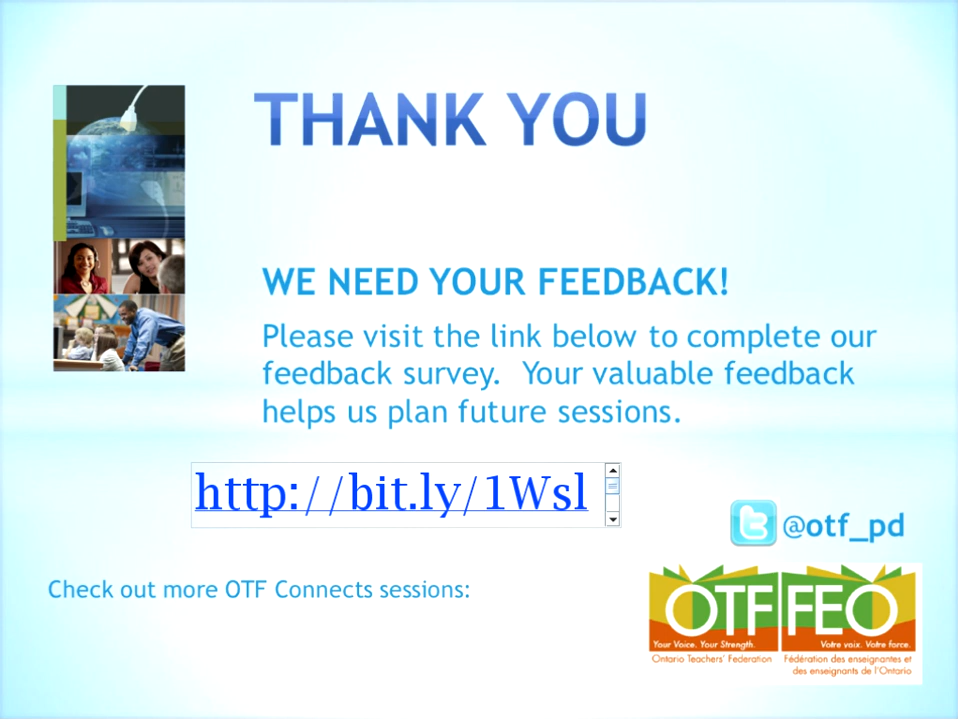 THANK YOU
WE NEED YOUR FEEDBACK!
Please visit the link below to complete our
feedback survey. Your valuable feedback
helps us plan future sessions.
http://bit.ly/1Wsl
@otf_pd
Check out more OTF Connects sessions:
OTF FEO
Your Voice. Your Strength. Votre voix. Votre force.
Ontario Teachers' Federation Fédération des enseignantes et
des enseignants de l'Ontario